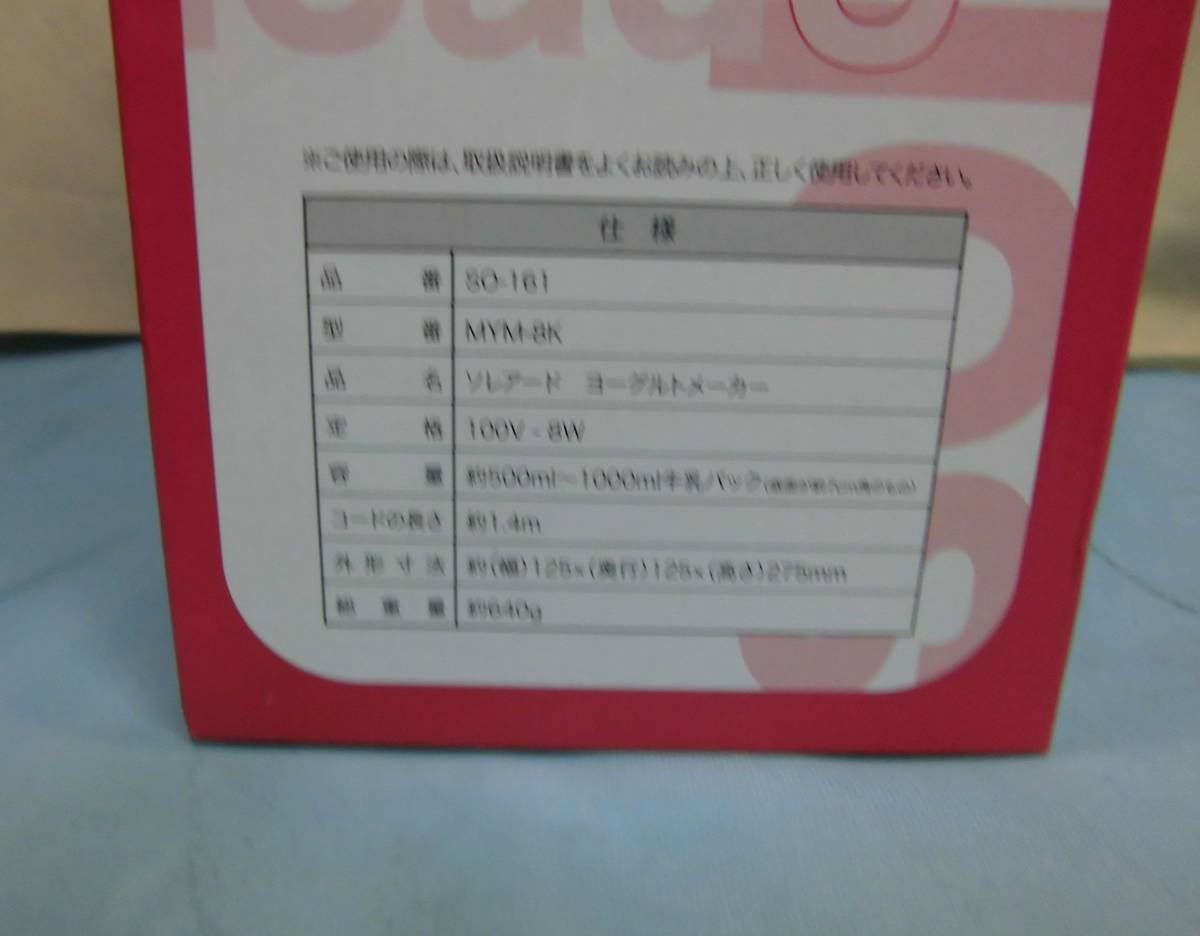 ※ご使用の際は、取扱説明書をよくお読みの上、正しく使用してください。
仕 様
品 番 SO-161
型 番 MYM-8K
品 名 ソレアード ヨーグルトメーカー
定 格 100V - 8W
容 量 約500ml～1000ml牛乳パック
コードの長さ 約1.4m
外 形 寸 法 約(幅)125×(奥行)125×(高さ)275mm
総 重 量 約640g